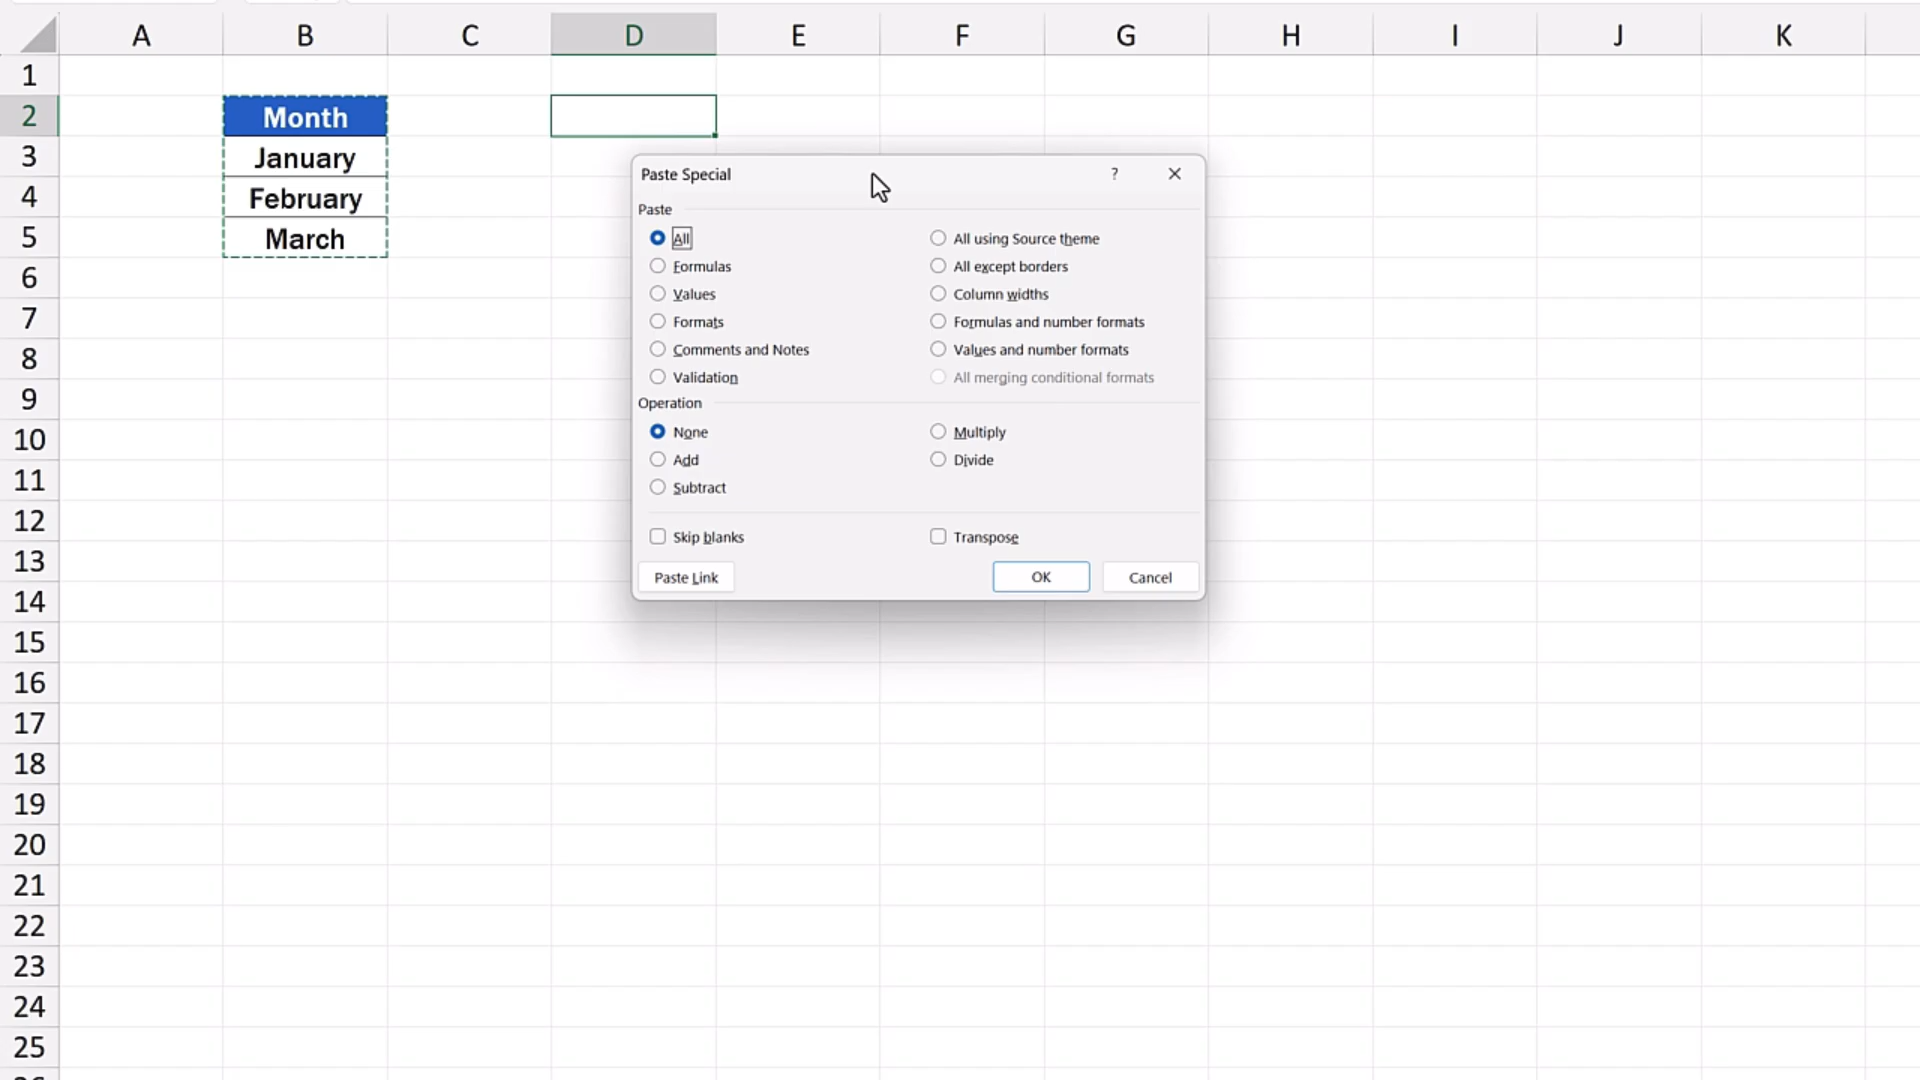 A B C D E F G H I J K
1
2 Month
3 January
4 February
5 March
6
7
8
9
10
11
12
13
14
15
16
17
18
19
20
21
22
23
24
25
Paste Special ?
Paste
All All using Source theme
Formulas All except borders
Values Column widths
Formats Formulas and number formats
Comments and Notes Values and number formats
Validation All merging conditional formats
Operation
None Multiply
Add Divide
Subtract
Skip blanks Transpose
Paste Link OK Cancel